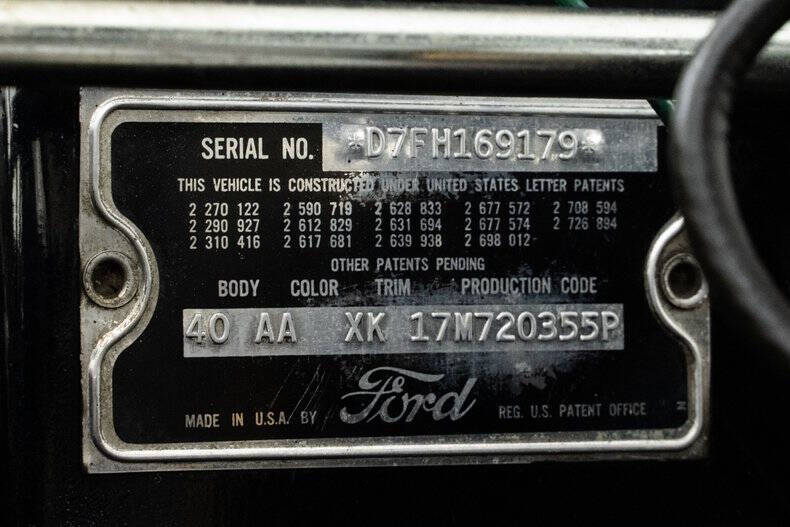 SERIAL NO. *D7FH169179*
THIS VEHICLE IS CONSTRUCTED UNDER UNITED STATES LETTER PATENTS
2 270 122 2 590 719 2 628 833 2 677 572 2 708 594
2 290 927 2 612 829 2 631 694 2 677 574 2 726 894
2 310 416 2 617 681 2 639 938 2 698 012
OTHER PATENTS PENDING
BODY COLOR TRIM PRODUCTION CODE
40 AA XK 17M720355P
MADE IN U.S.A. BY Ford REG. U.S. PATENT OFFICE